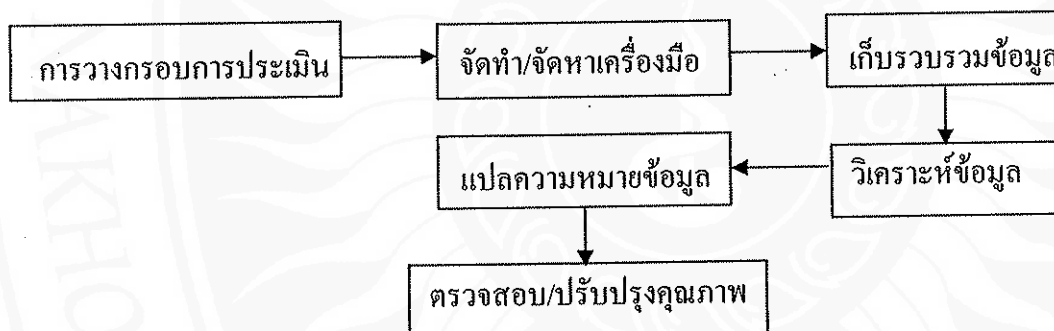 การวางกรอบการประเมิน
จัดทำ/จัดหาเครื่องมือ
เก็บรวบรวมข้อมูล
วิเคราะห์ข้อมูล
แปลความหมายข้อมูล
ตรวจสอบ/ปรับปรุงคุณภาพ